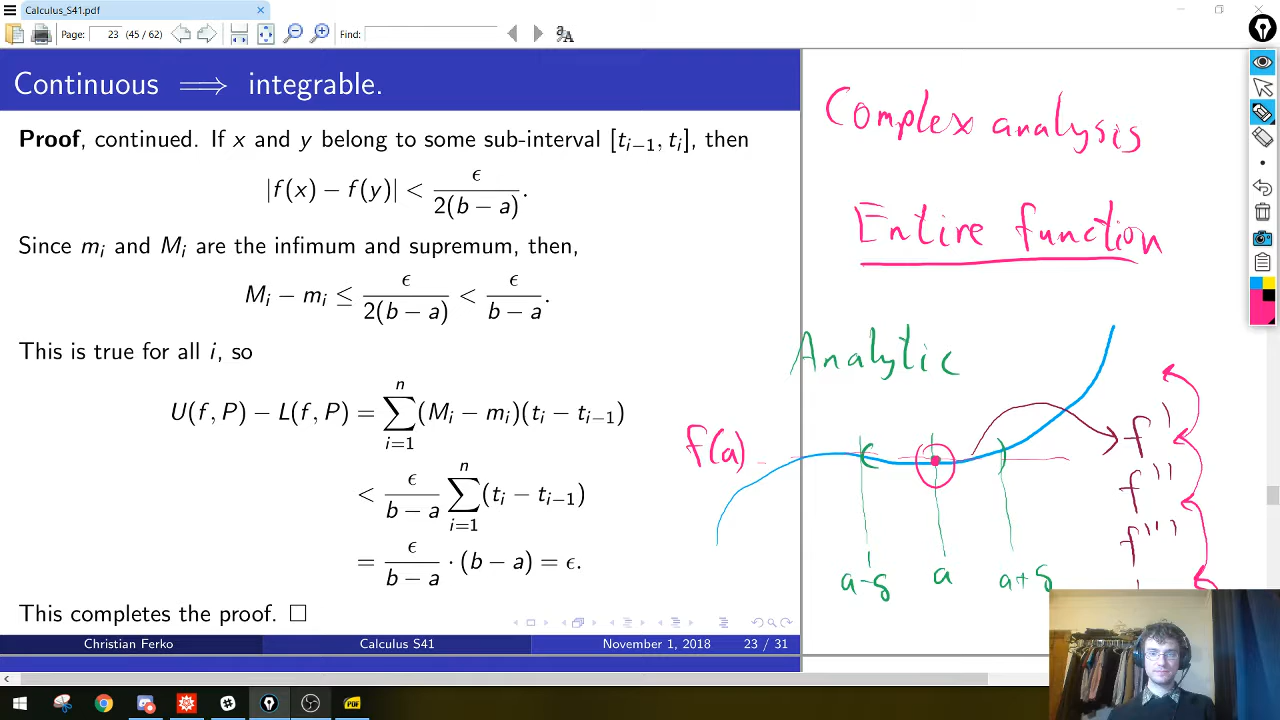 Calculus_S41.pdf
Page: 23 (45 / 62) Find:
Continuous ⟹ integrable.
Proof, continued. If x and y belong to some sub-interval [t_{i−1}, t_i], then
|f(x) − f(y)| < ϵ / 2(b − a).
Since m_i and M_i are the infimum and supremum, then,
M_i − m_i ≤ ϵ / 2(b − a) < ϵ / b − a.
This is true for all i, so
U(f, P) − L(f, P) = ∑_{i=1}^{n} (M_i − m_i)(t_i − t_{i−1})
< ϵ / b − a ∑_{i=1}^{n} (t_i − t_{i−1})
= ϵ / b − a · (b − a) = ϵ.
This completes the proof. □
Christian Ferko Calculus S41 November 1, 2018 23 / 31
Complex analysis
Entire function
Analytic
f(a)
f'
f''
f'''
a-δ a a+δ